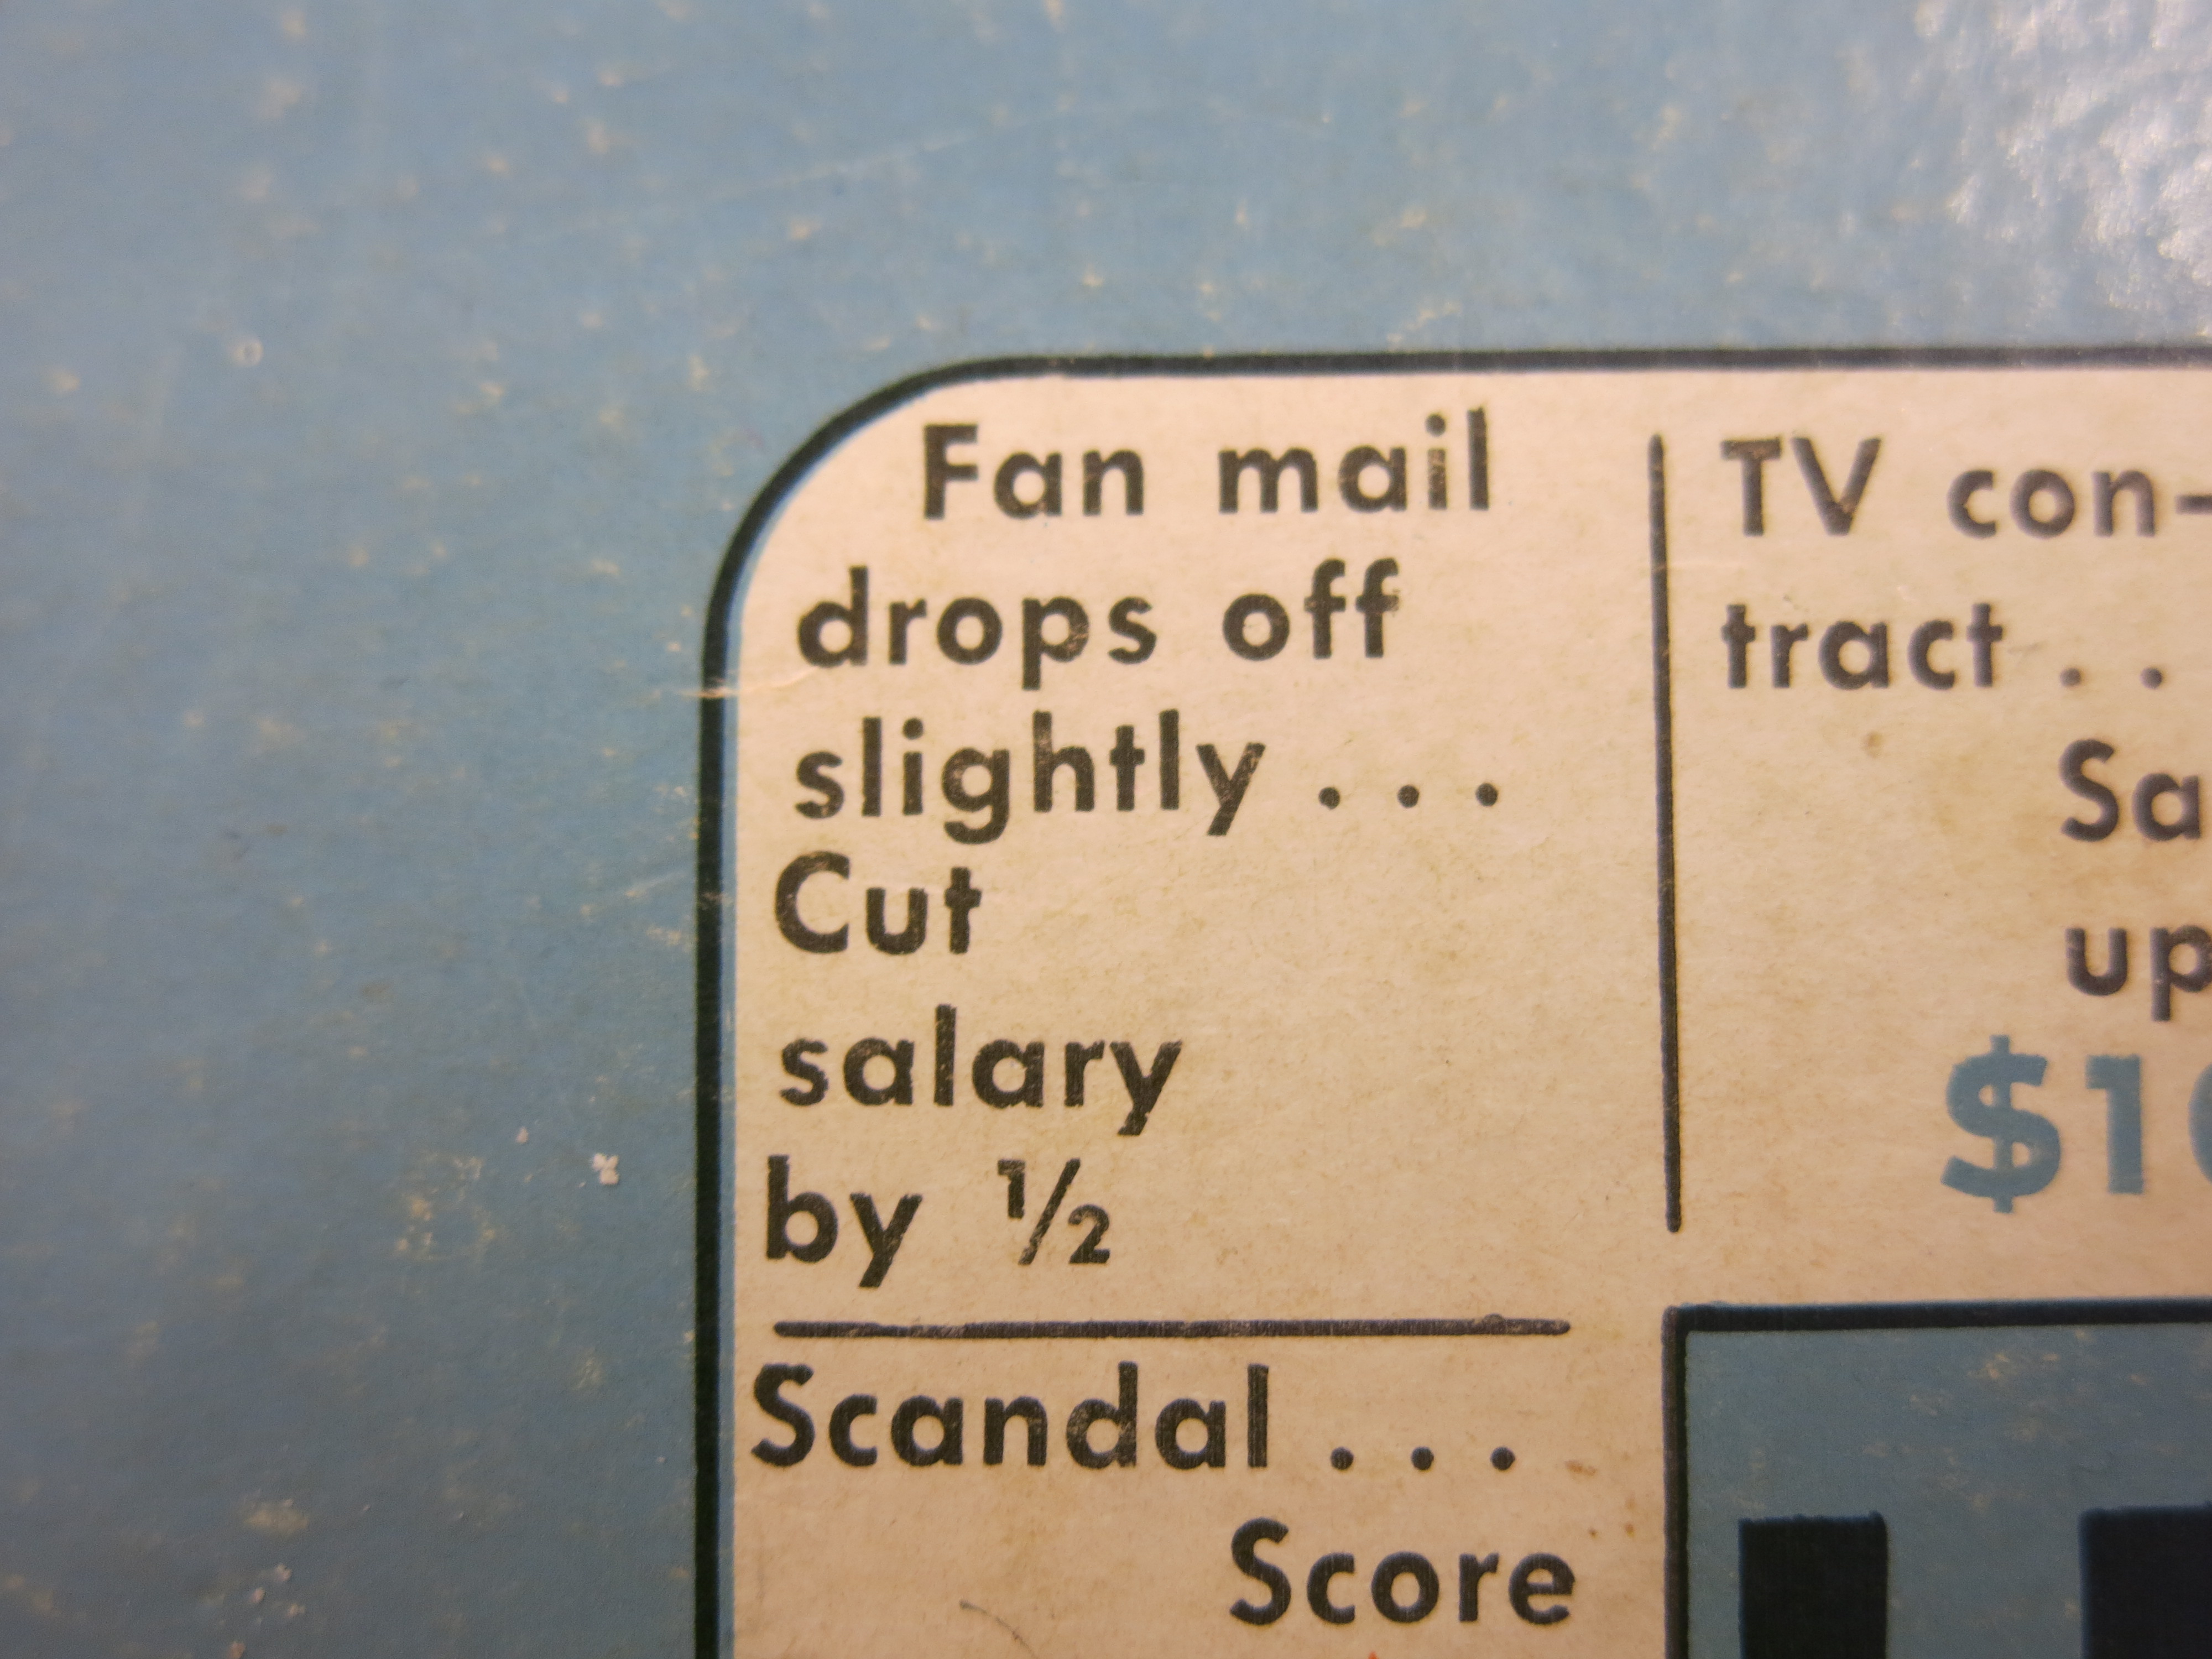 Fan mail
drops off
slightly . . .
Cut
salary
by ½
Scandal . . .
Score
TV con-
tract . .
Sa
up
$1